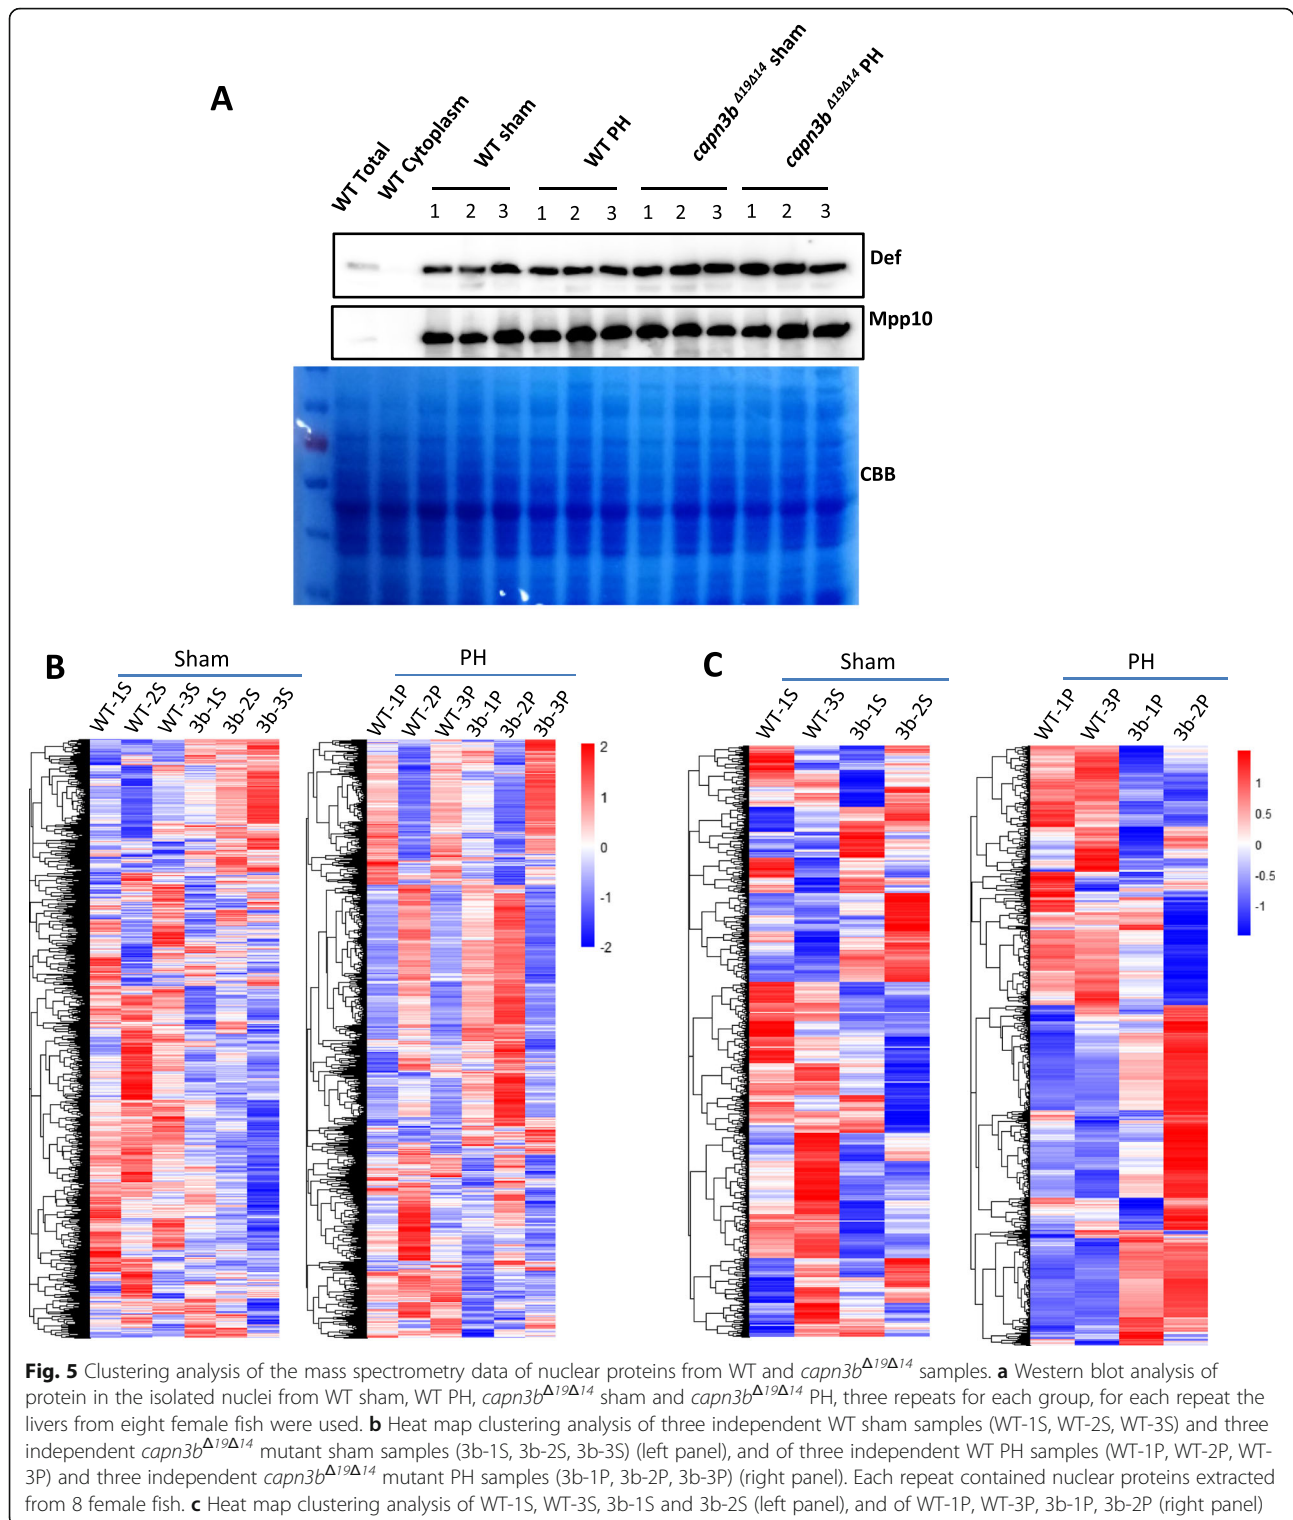 A
WT Total
WT Cytoplasm
WT sham
WT PH
capn3b Δ19Δ14 sham
capn3b Δ19Δ14 PH
1 2 3 1 2 3 1 2 3 1 2 3
Def
Mpp10
CBB
B
Sham
WT-1S WT-2S WT-3S 3b-1S 3b-2S 3b-3S
PH
WT-1P WT-2P WT-3P 3b-1P 3b-2P 3b-3P
2
1
0
-1
-2
C
Sham
WT-1S WT-3S 3b-1S 3b-2S
PH
WT-1P WT-3P 3b-1P 3b-2P
1
0.5
0
-0.5
-1
Fig. 5 Clustering analysis of the mass spectrometry data of nuclear proteins from WT and capn3bΔ19Δ14 samples. a Western blot analysis of
protein in the isolated nuclei from WT sham, WT PH, capn3bΔ19Δ14 sham and capn3bΔ19Δ14 PH, three repeats for each group, for each repeat the
livers from eight female fish were used. b Heat map clustering analysis of three independent WT sham samples (WT-1S, WT-2S, WT-3S) and three
independent capn3bΔ19Δ14 mutant sham samples (3b-1S, 3b-2S, 3b-3S) (left panel), and of three independent WT PH samples (WT-1P, WT-2P, WT-
3P) and three independent capn3bΔ19Δ14 mutant PH samples (3b-1P, 3b-2P, 3b-3P) (right panel). Each repeat contained nuclear proteins extracted
from 8 female fish. c Heat map clustering analysis of WT-1S, WT-3S, 3b-1S and 3b-2S (left panel), and of WT-1P, WT-3P, 3b-1P, 3b-2P (right panel)